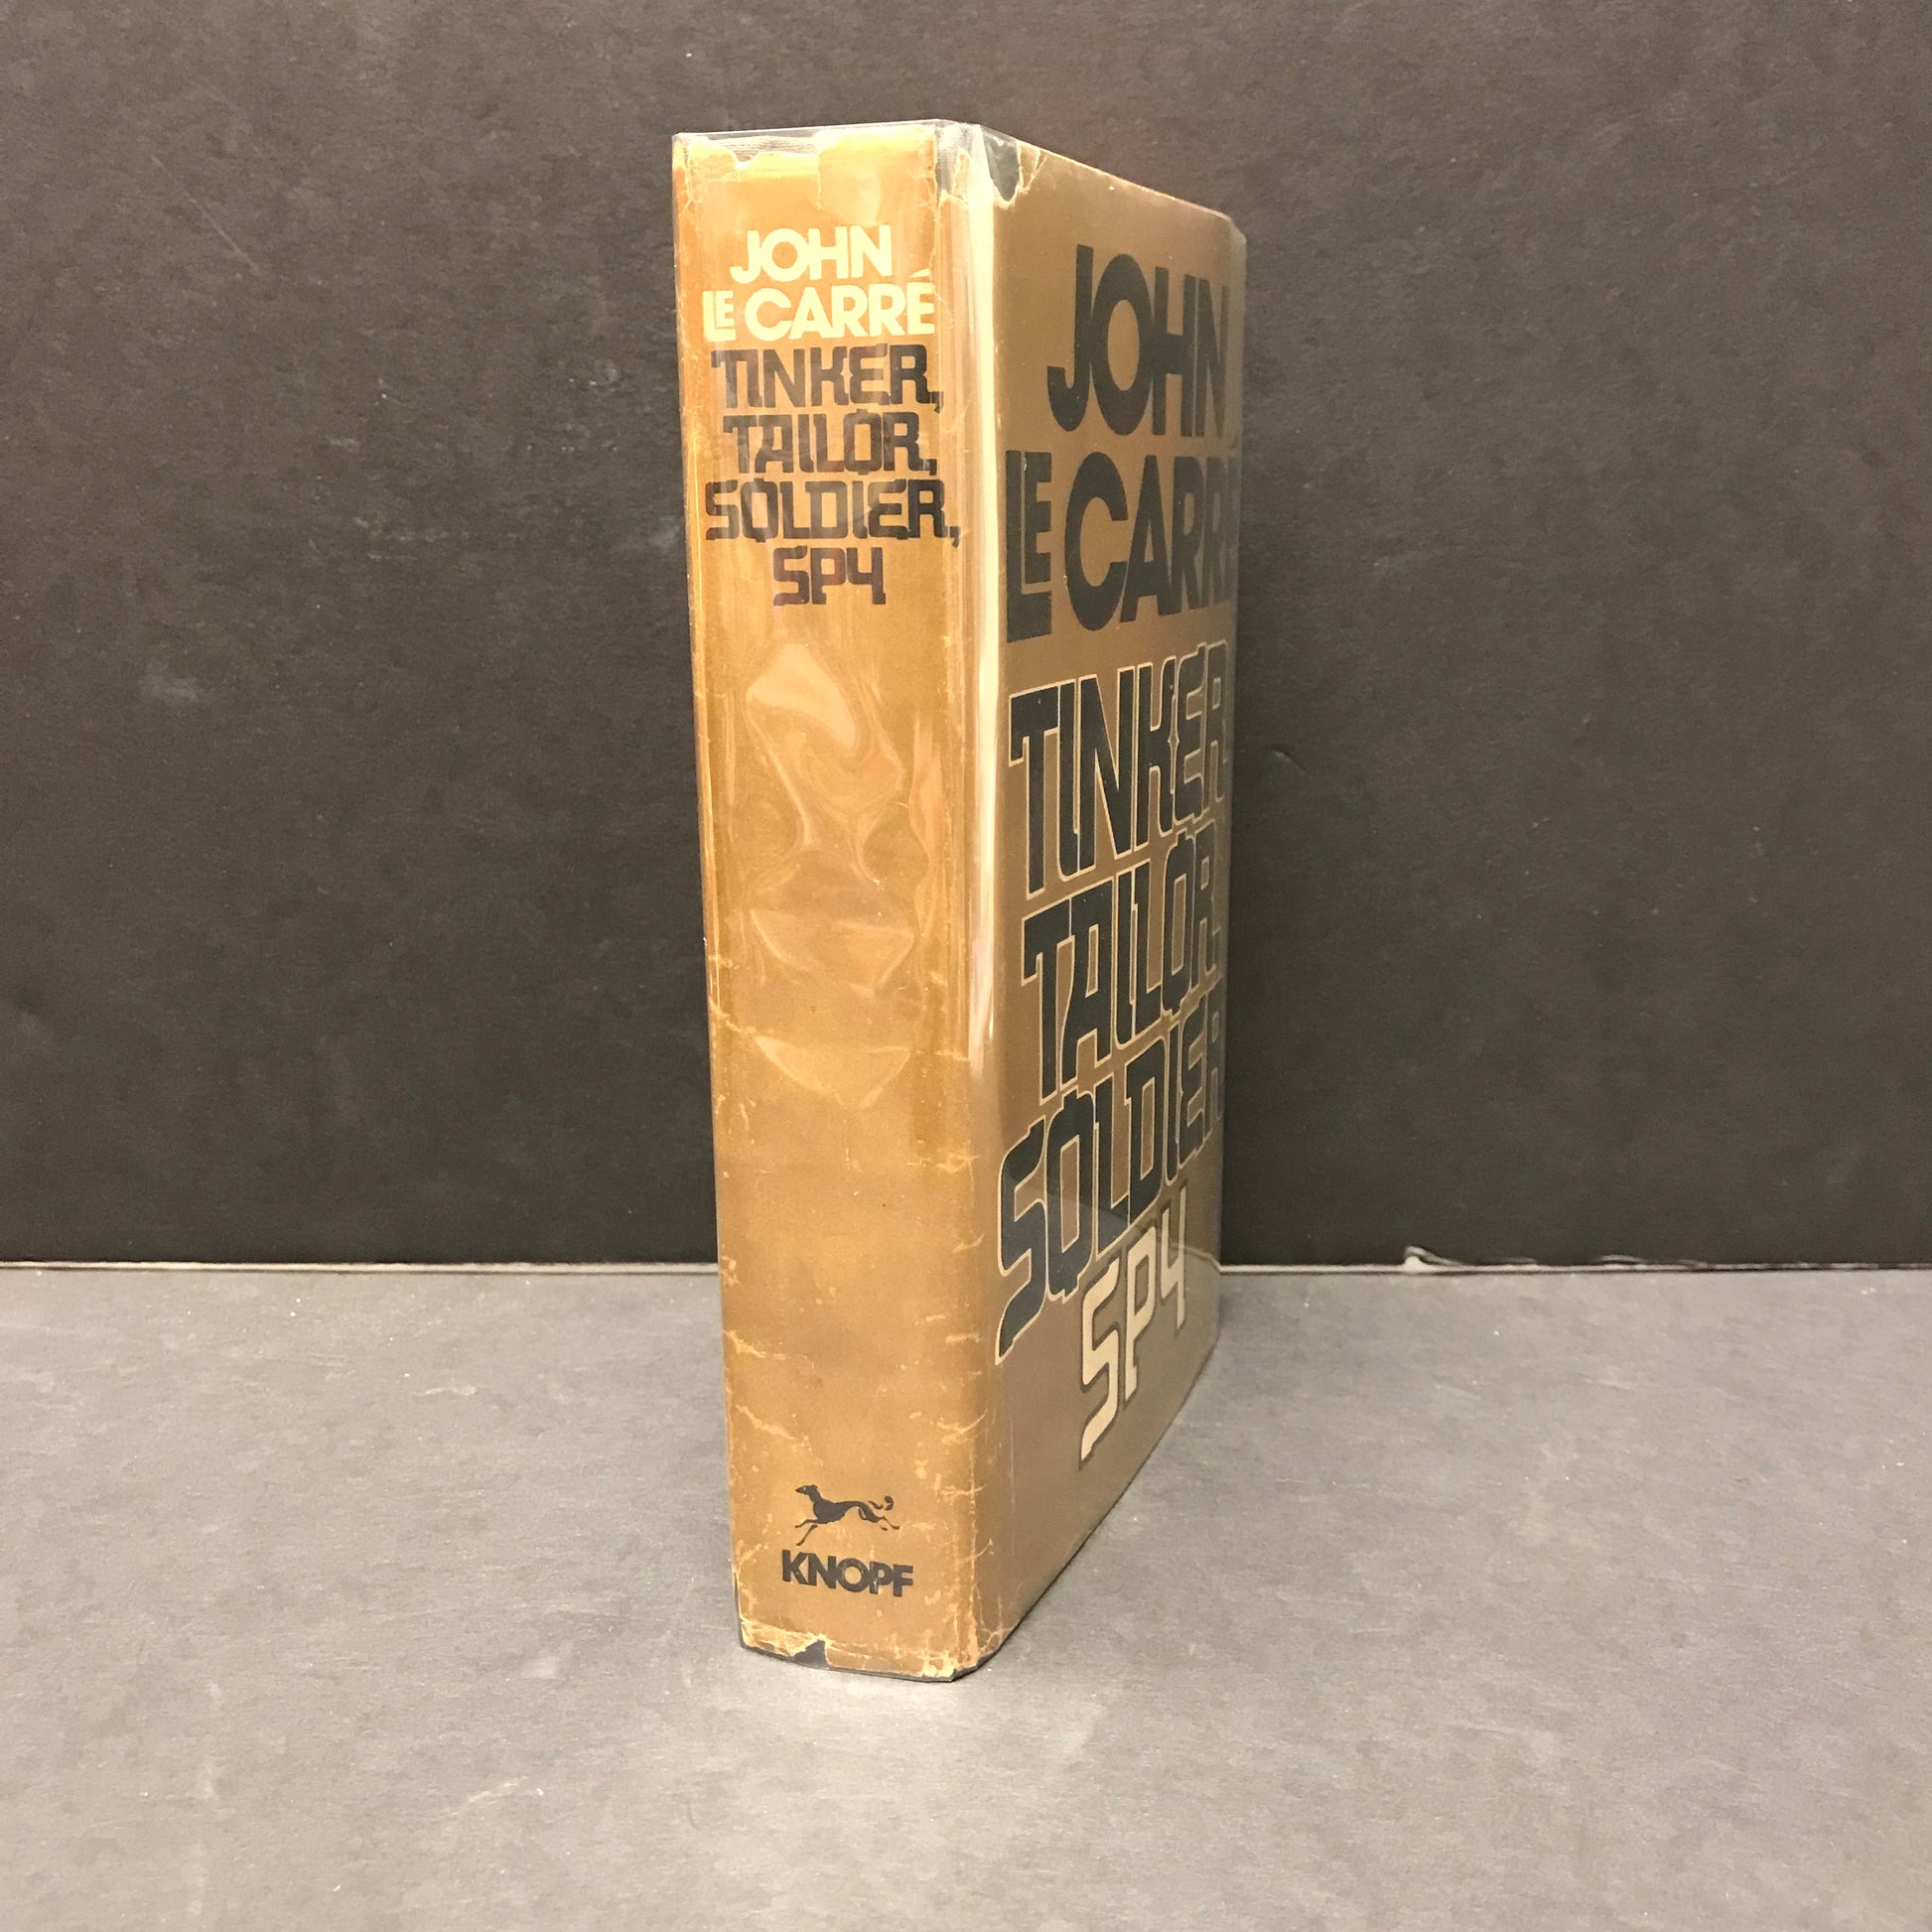 JOHN
LE CARRÉ
TINKER,
TAILOR,
SOLDIER,
SPY
KNOPF
JOHN
LE CARRÉ
TINKER
TAILOR,
SOLDIER
SPY